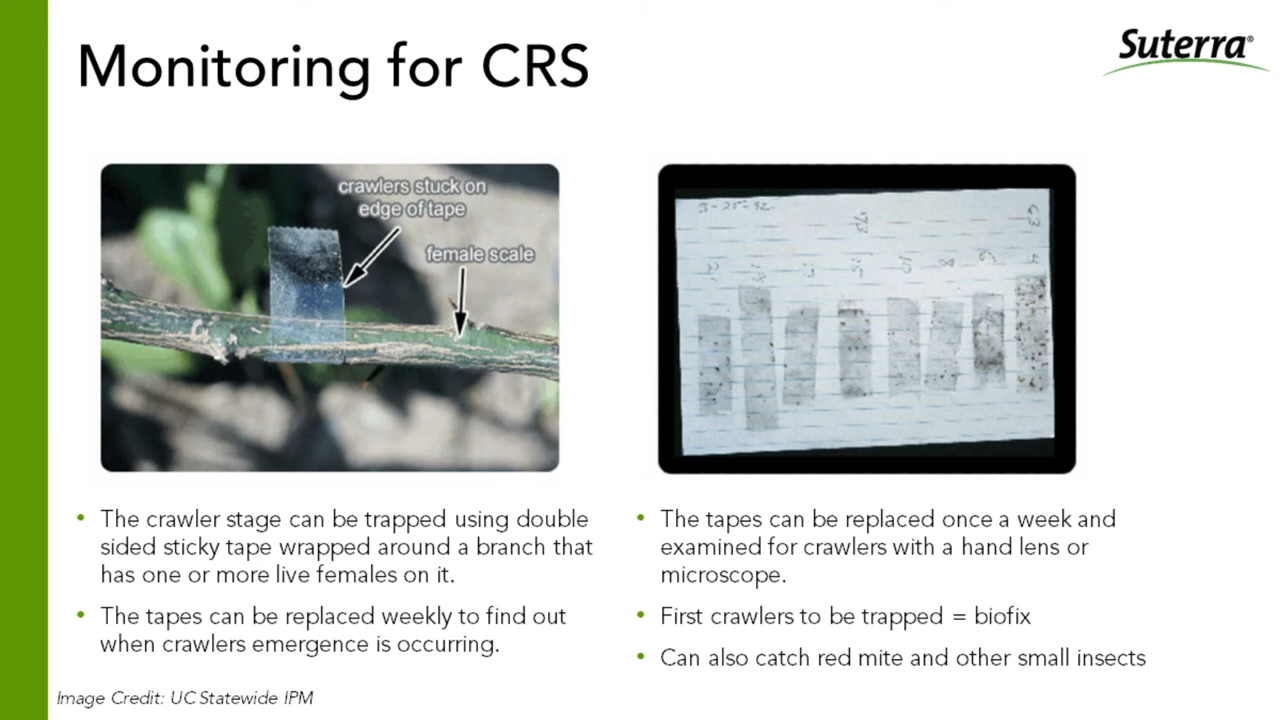 Monitoring for CRS
Suterra®
crawlers stuck on
edge of tape
female scale
3-25-92
• The crawler stage can be trapped using double
sided sticky tape wrapped around a branch that
has one or more live females on it.
• The tapes can be replaced weekly to find out
when crawlers emergence is occurring.
• The tapes can be replaced once a week and
examined for crawlers with a hand lens or
microscope.
• First crawlers to be trapped = biofix
• Can also catch red mite and other small insects
Image Credit: UC Statewide IPM